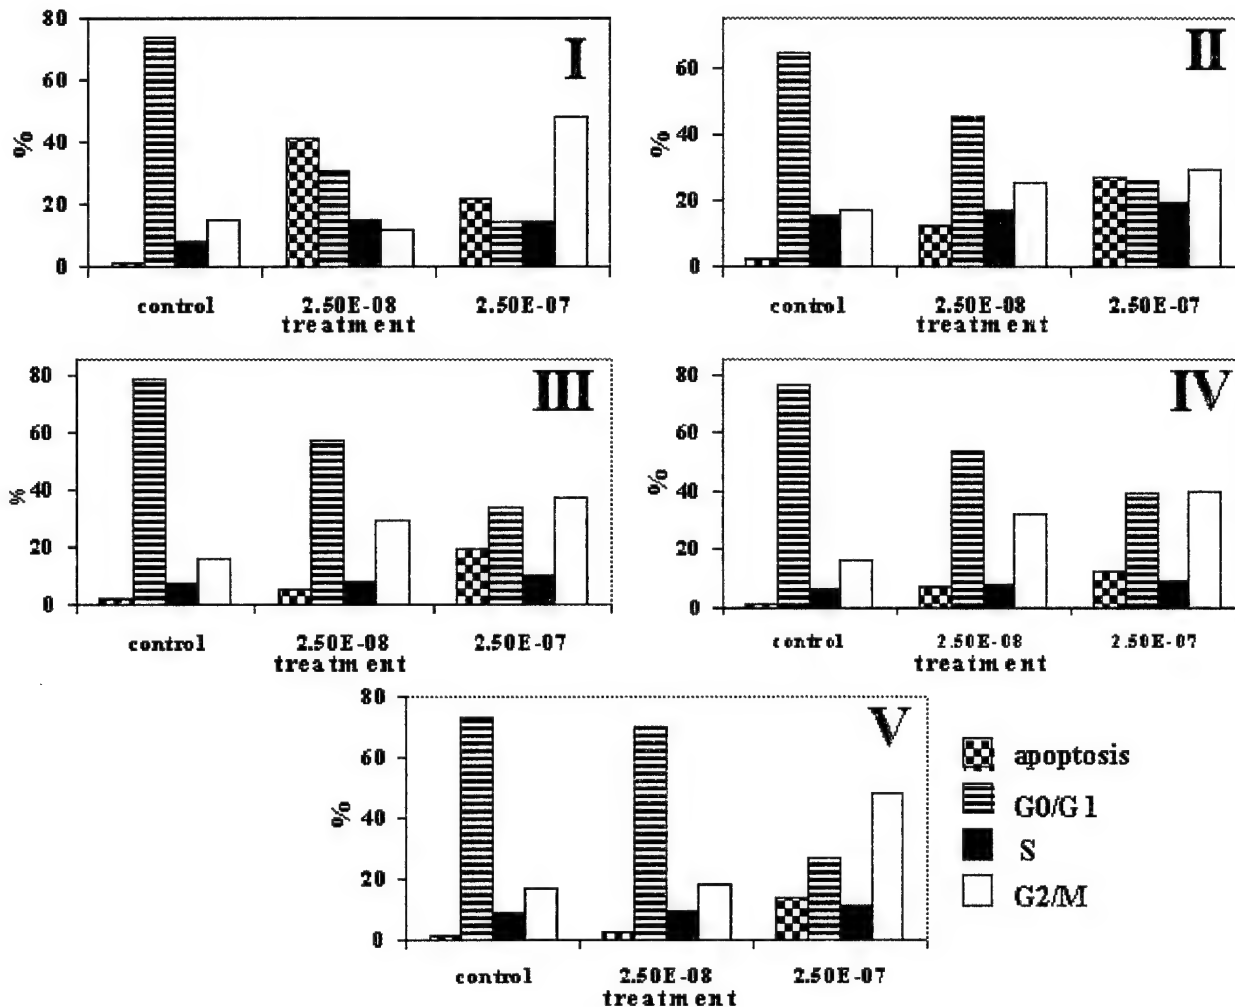 80
60
40
20
0
%
I
control
2.50E-08
2.50E-07
treatment
60
40
20
0
%
II
control
2.50E-08
2.50E-07
treatment
80
60
40
20
0
%
III
control
2.50E-08
2.50E-07
treatment
80
60
40
20
0
%
IV
control
2.50E-08
2.50E-07
treatment
80
60
40
20
0
%
V
control
2.50E-08
2.50E-07
treatment
apoptosis
G0/G1
S
G2/M